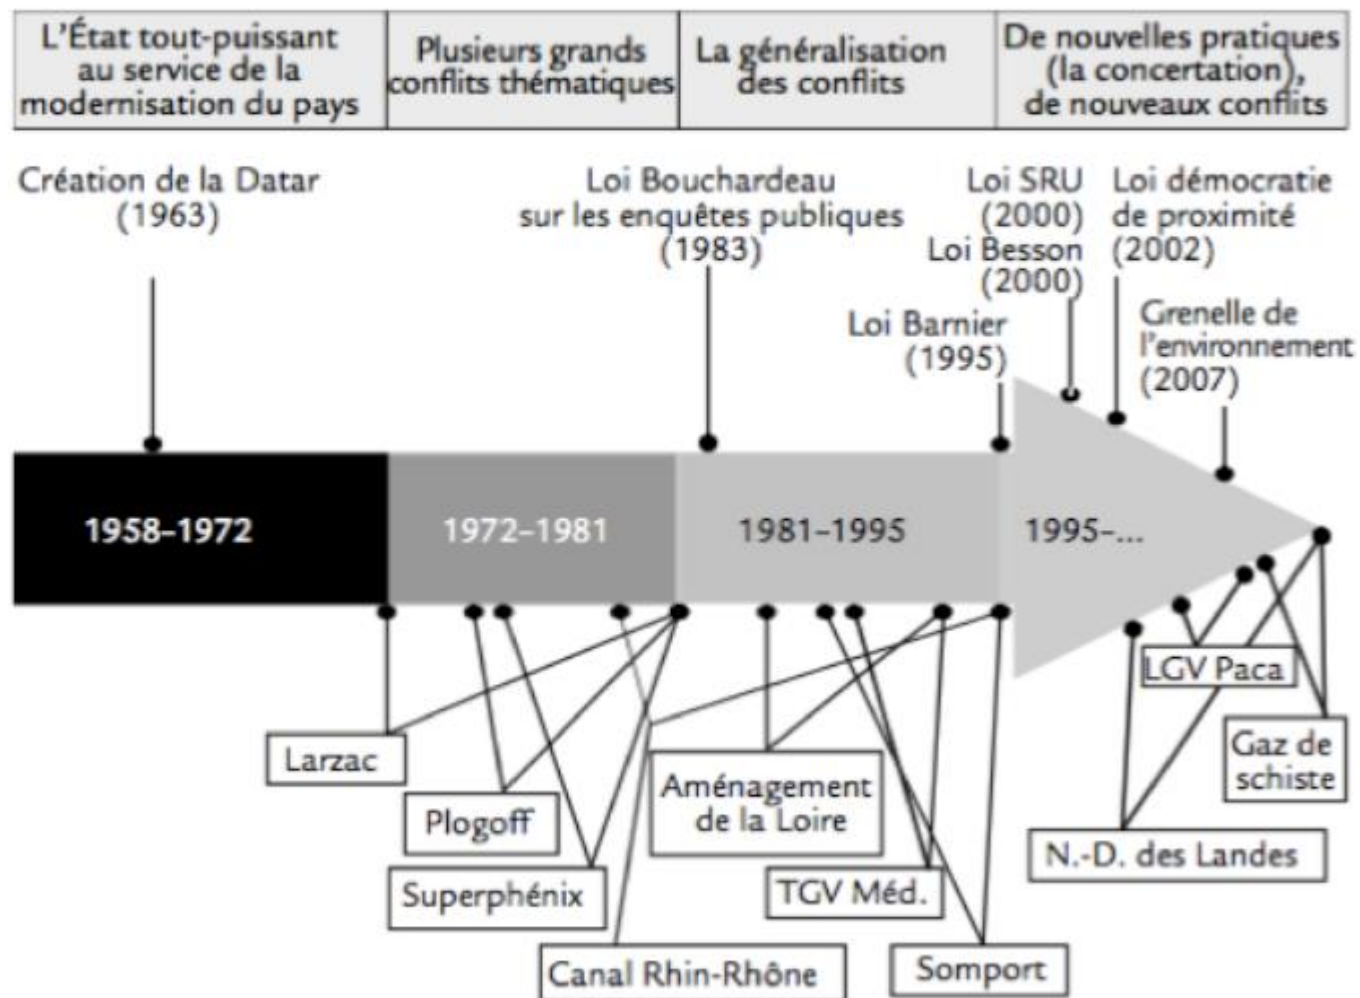 L'État tout-puissant
au service de la
modernisation du pays
Plusieurs grands
conflits thématiques
La généralisation
des conflits
De nouvelles pratiques
(la concertation),
de nouveaux conflits
Création de la Datar
(1963)
Loi Bouchardeau
sur les enquêtes publiques
(1983)
Loi SRU
(2000)
Loi Besson
(2000)
Loi démocratie
de proximité
(2002)
Loi Barnier
(1995)
Grenelle de
l'environnement
(2007)
1958–1972
1972–1981
1981–1995
1995–...
Larzac
Plogoff
Superphénix
Canal Rhin-Rhône
Aménagement
de la Loire
TGV Méd.
Somport
N.-D. des Landes
LGV Paca
Gaz de
schiste